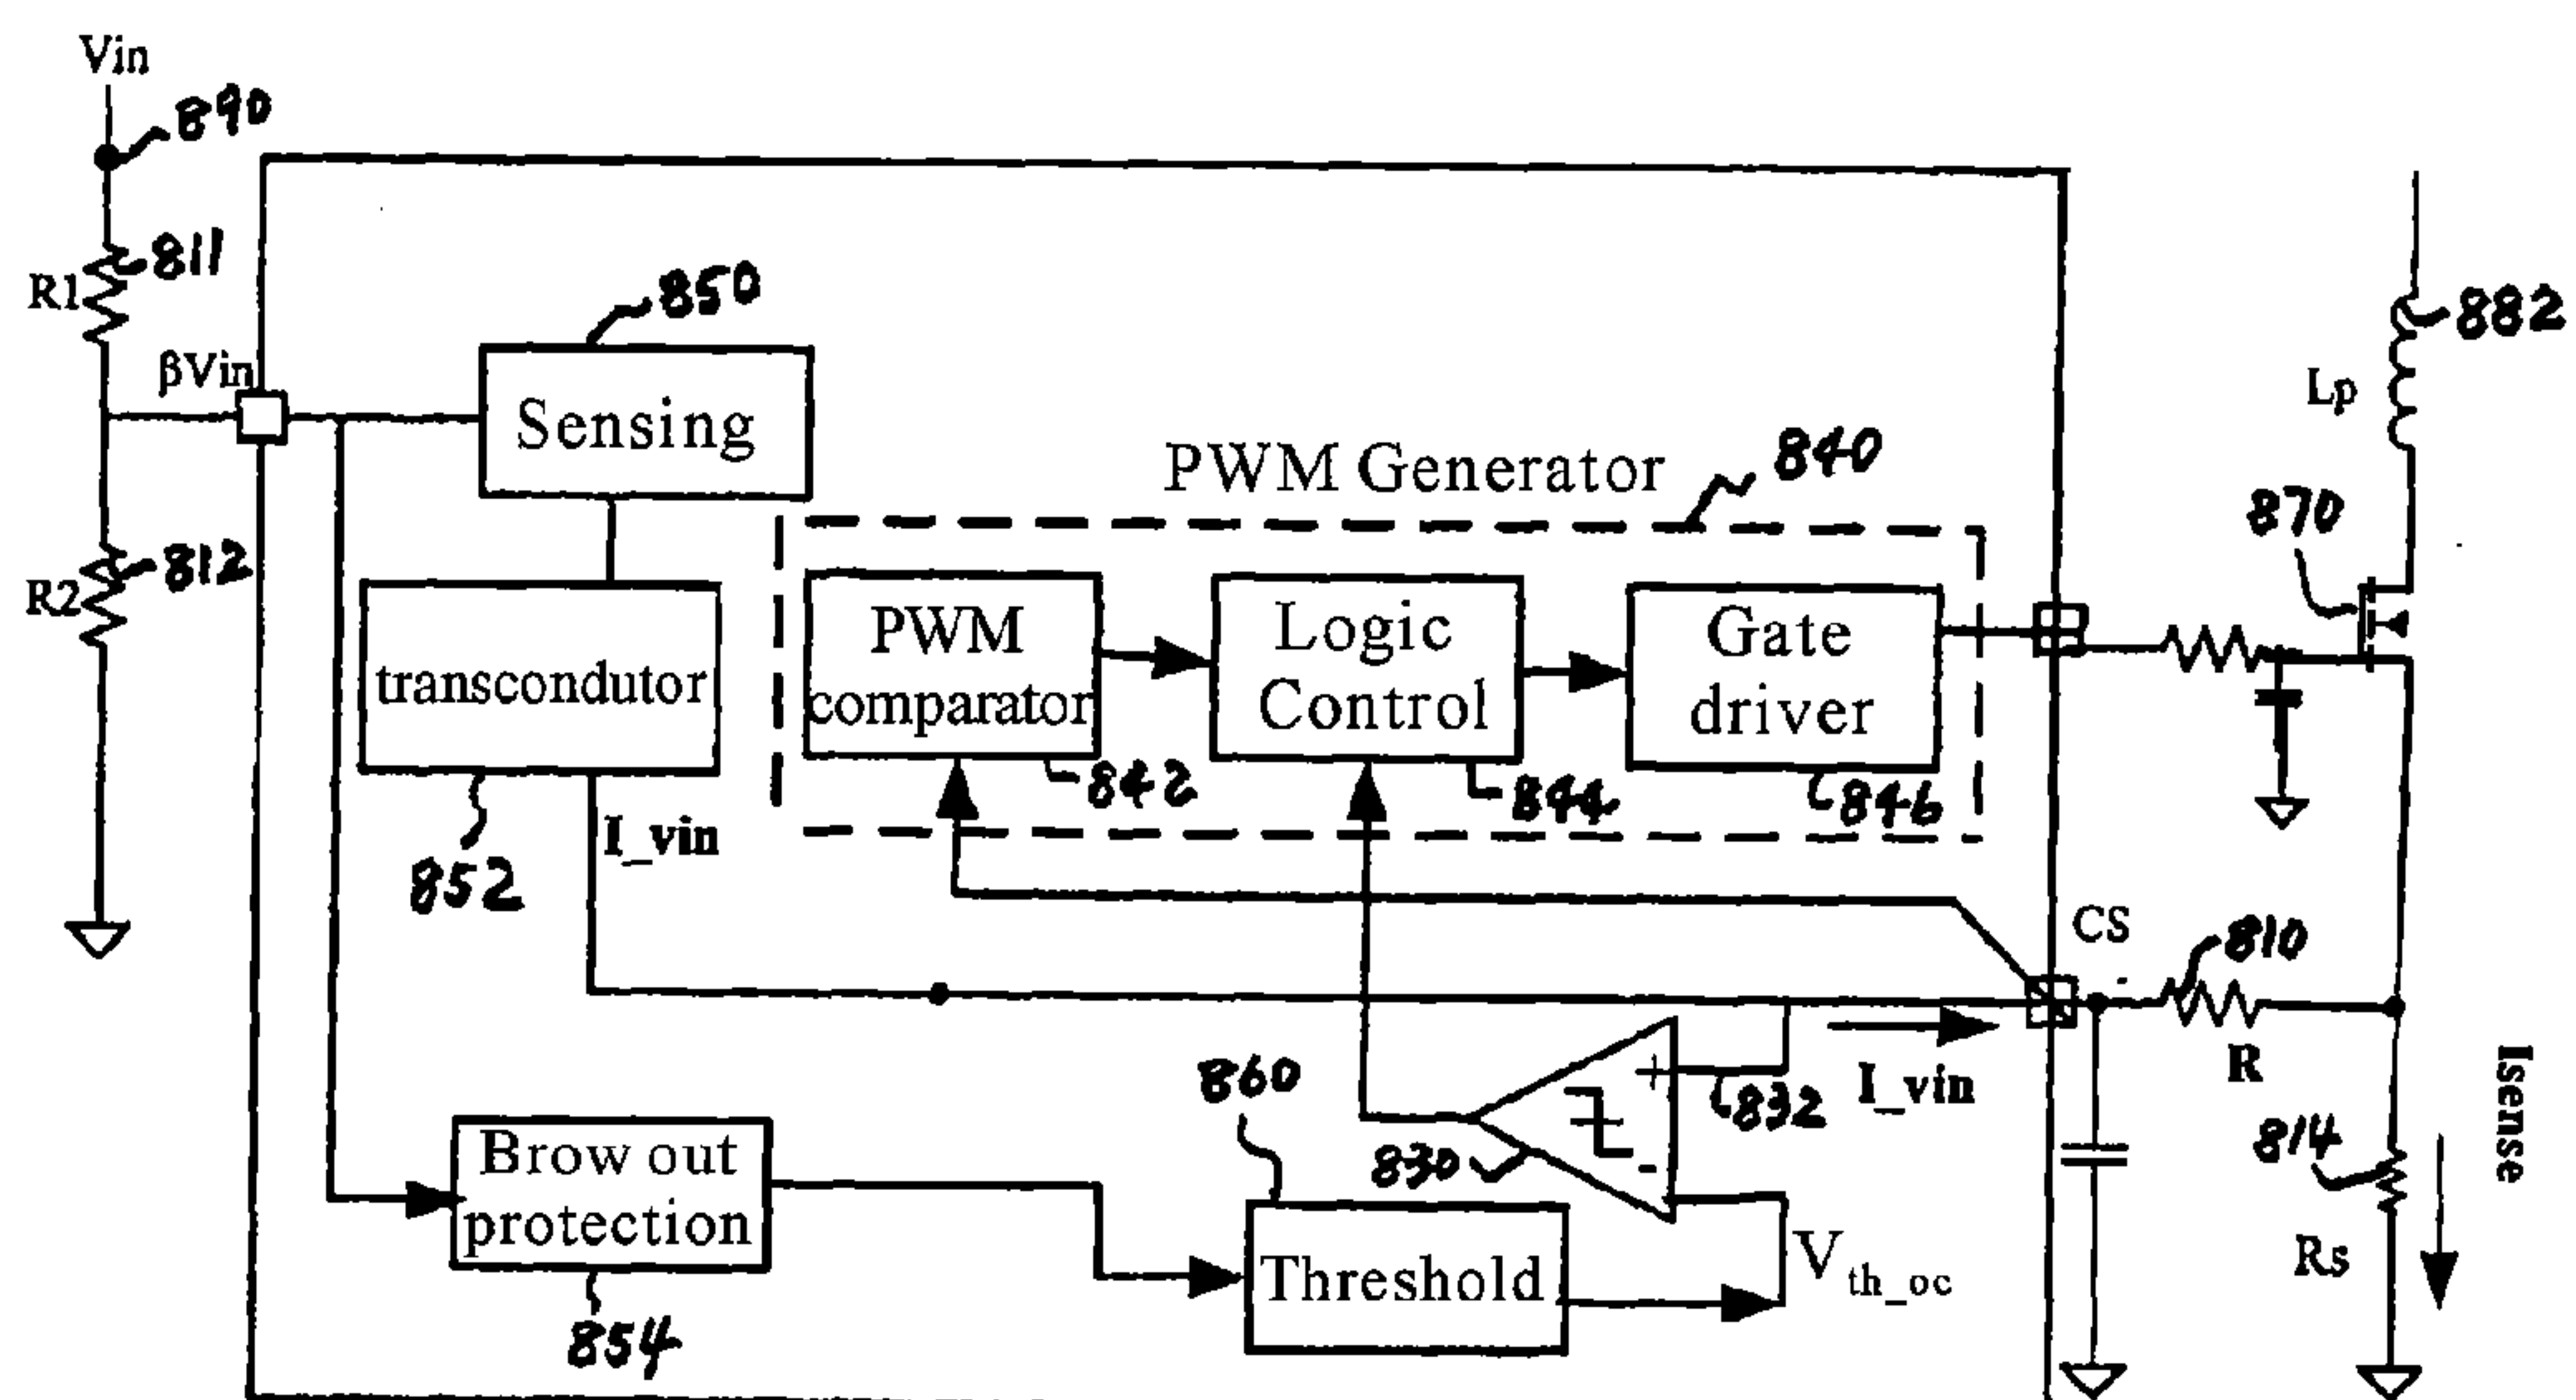 Vin
890
811
R1
850
882
βVin
Sensing
Lp
PWM Generator
840
870
812
R2
transcondutor
PWM
comparator
Logic
Control
Gate
driver
842
844
846
I_vin
852
CS
810
860
+
832
I_vin
R
Isense
830
-
814
Brow out
protection
Threshold
V th_oc
Rs
854